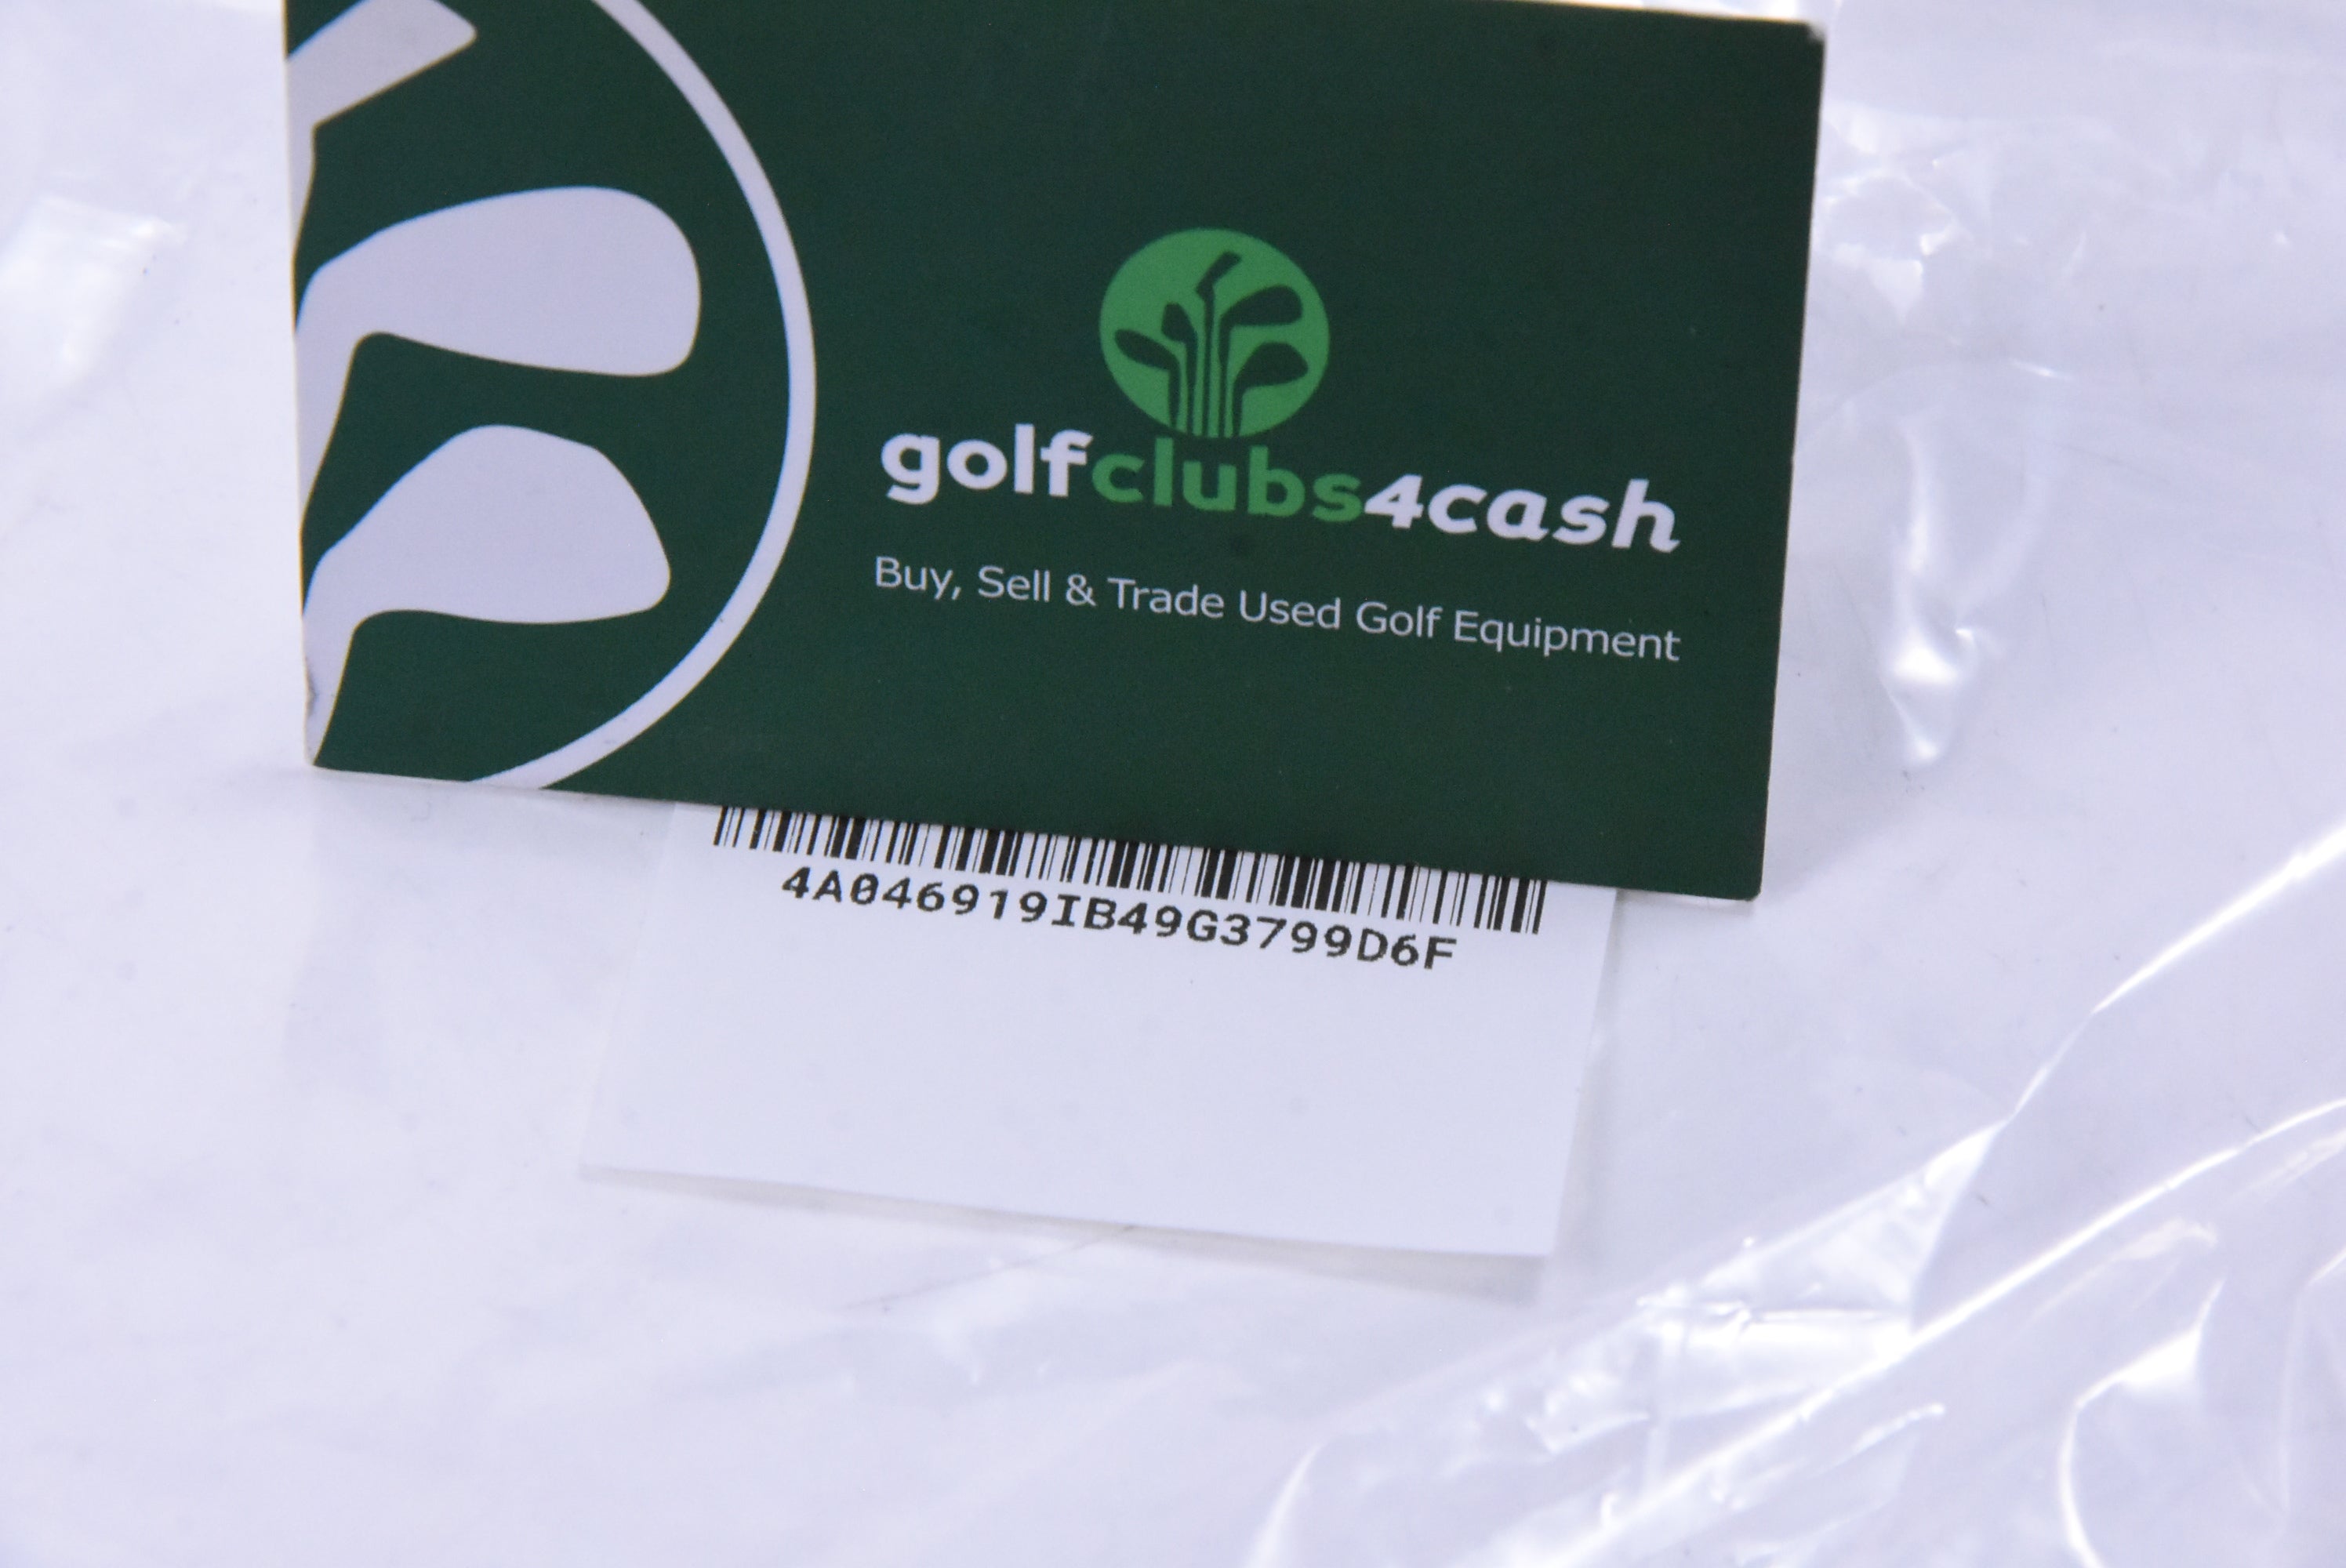 golfclubs4cash
Buy, Sell & Trade Used Golf Equipment
4A046919IB49G3799D6F